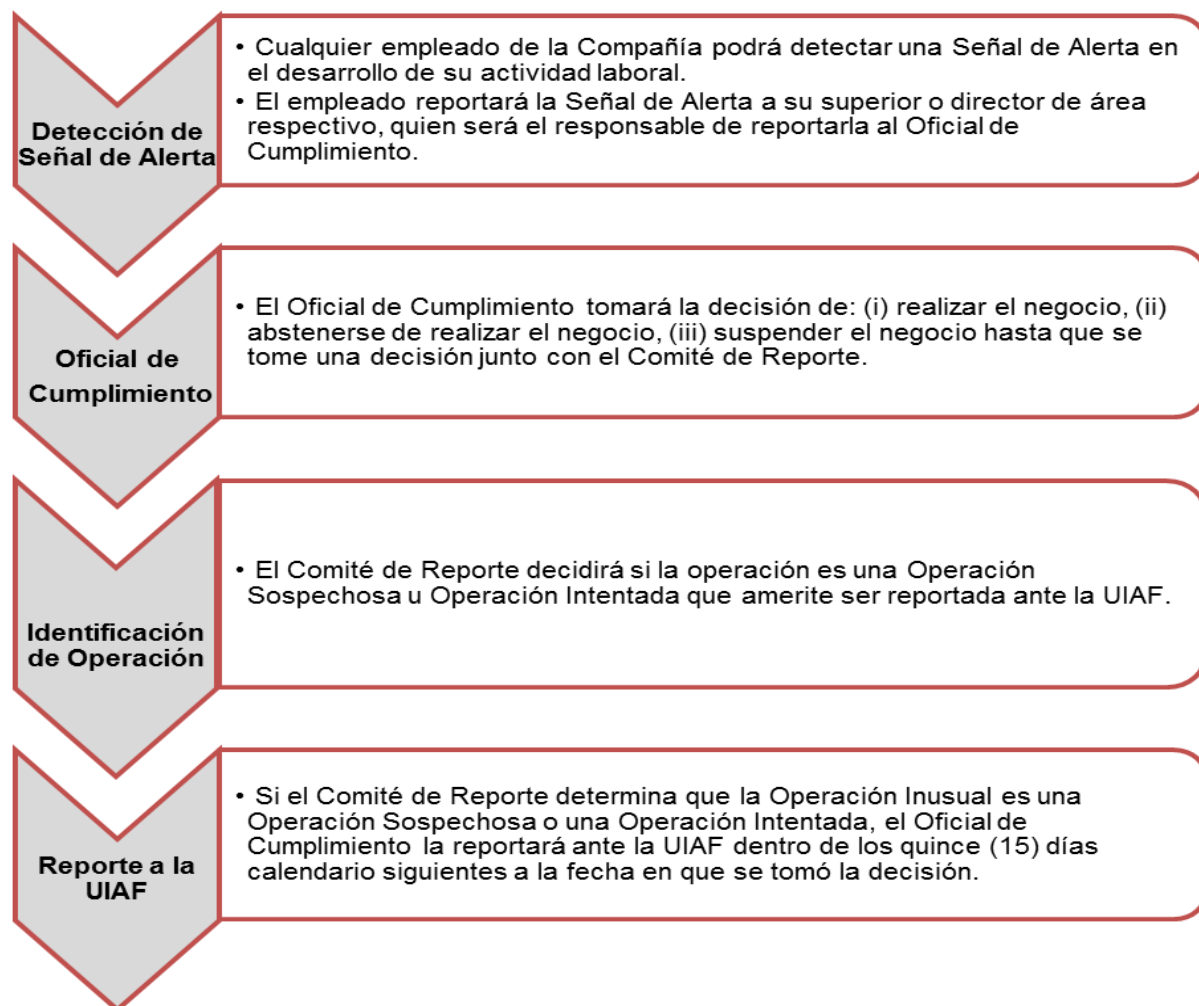 Detección de
Señal de Alerta
• Cualquier empleado de la Compañía podrá detectar una Señal de Alerta en
el desarrollo de su actividad laboral.
• El empleado reportará la Señal de Alerta a su superior o director de área
respectivo, quien será el responsable de reportarla al Oficial de
Cumplimiento.
Oficial de
Cumplimiento
• El Oficial de Cumplimiento tomará la decisión de: (i) realizar el negocio, (ii)
abstenerse de realizar el negocio, (iii) suspender el negocio hasta que se
tome una decisión junto con el Comité de Reporte.
Identificación
de Operación
• El Comité de Reporte decidirá si la operación es una Operación
Sospechosa u Operación Intentada que amerite ser reportada ante la UIAF.
Reporte a la
UIAF
• Si el Comité de Reporte determina que la Operación Inusual es una
Operación Sospechosa o una Operación Intentada, el Oficial de
Cumplimiento la reportará ante la UIAF dentro de los quince (15) días
calendario siguientes a la fecha en que se tomó la decisión.